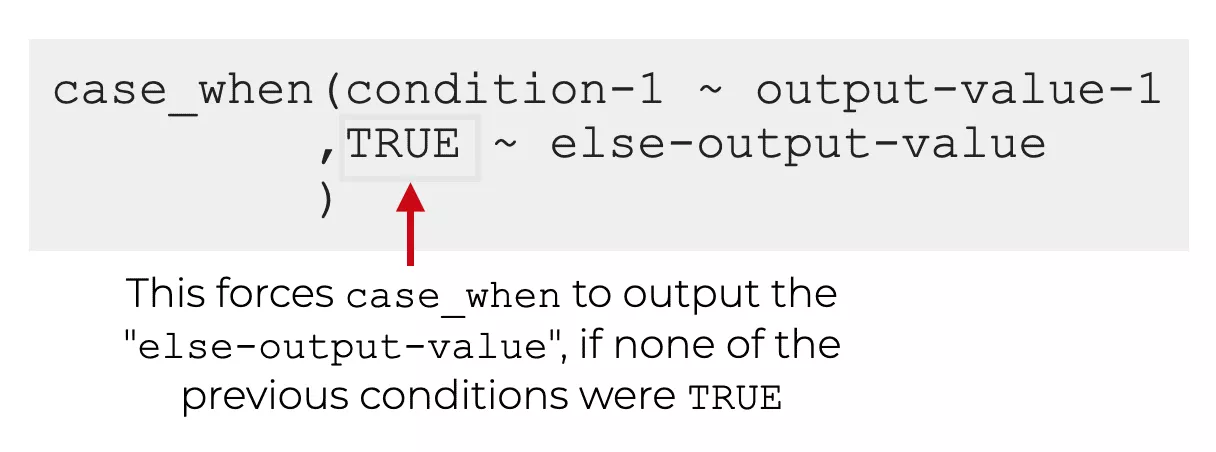 case_when(condition-1 ~ output-value-1
,TRUE ~ else-output-value
)
This forces case_when to output the
"else-output-value", if none of the
previous conditions were TRUE